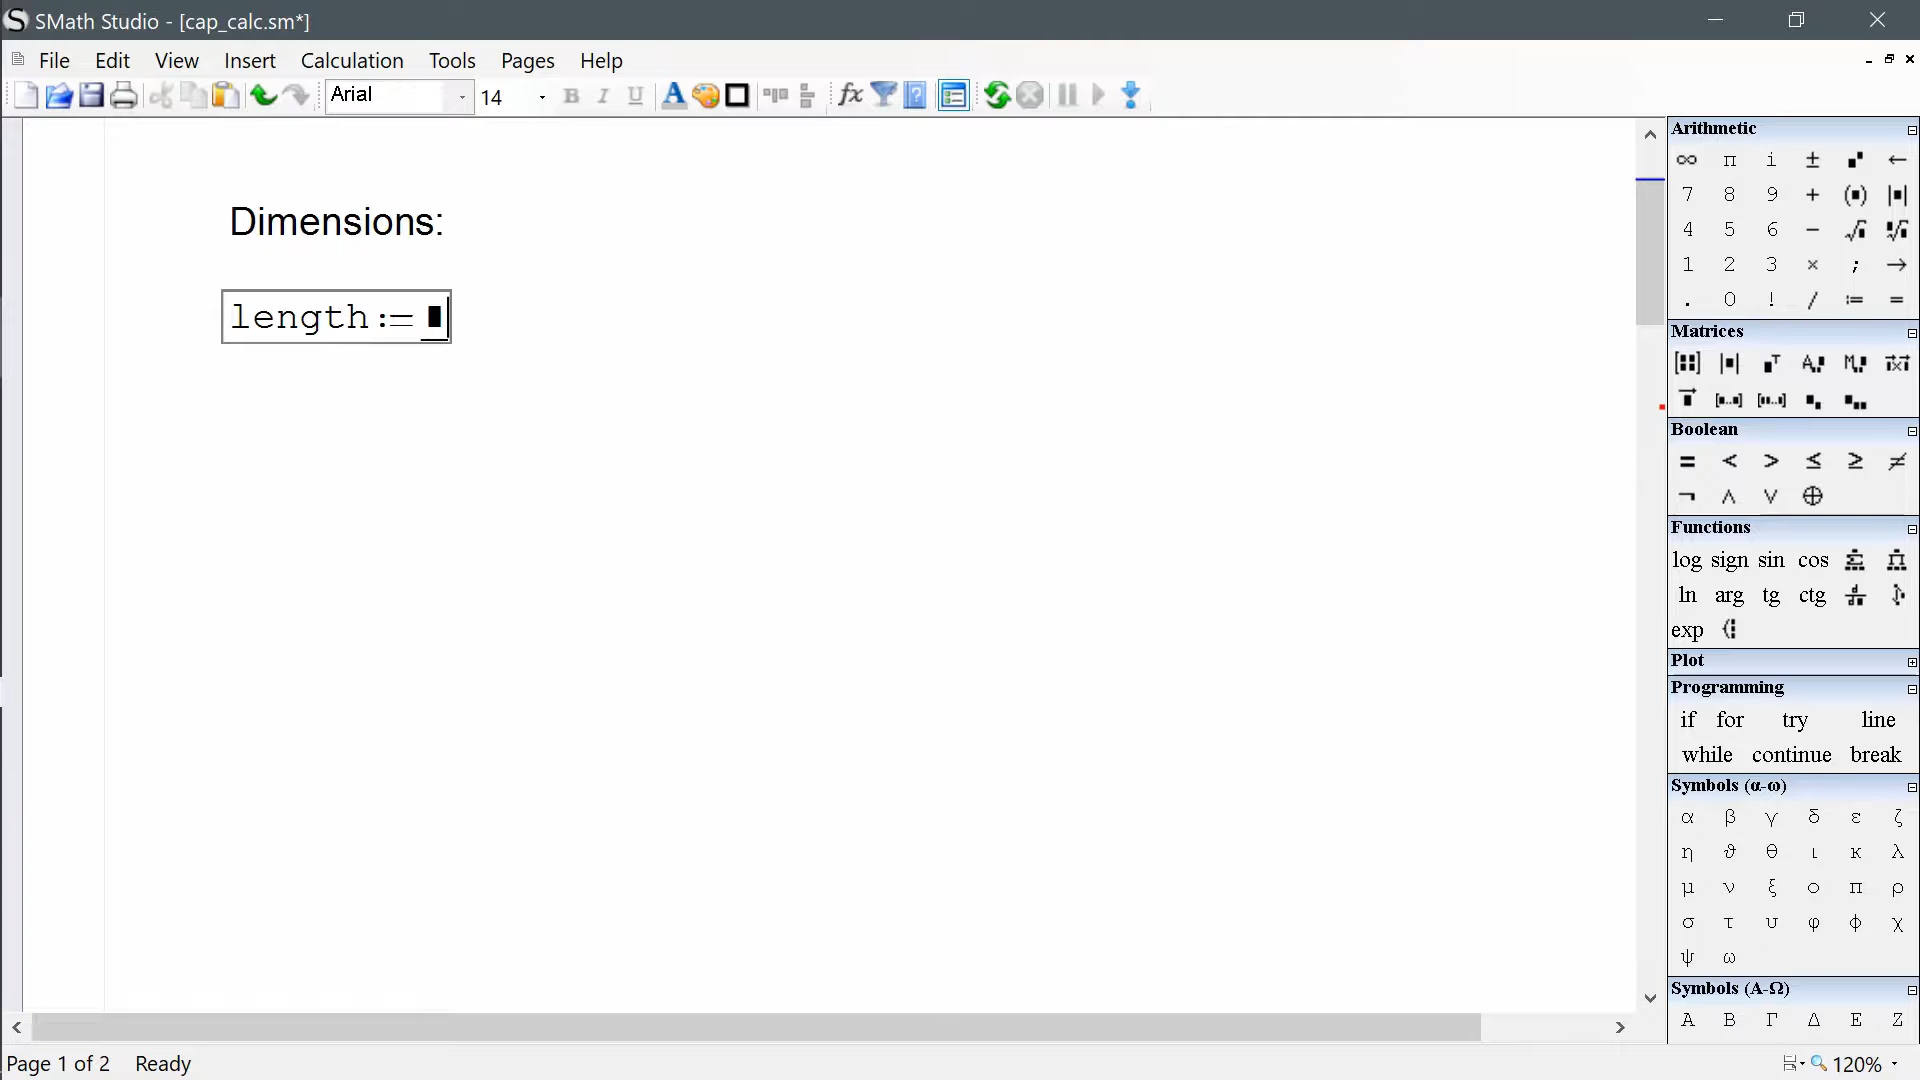 SMath Studio - [cap_calc.sm*]
File Edit View Insert Calculation Tools Pages Help
Arial 14 B I U fx
Dimensions:
length:=
Arithmetic
∞ π i ± ←
7 8 9 + (■) |■|
4 5 6 −
1 2 3 × ; →
. 0 ! / := =
Matrices
Boolean
= < > ≤ ≥ ≠
¬ ∧ ∨ ⊕
Functions
log sign sin cos
ln arg tg ctg
exp
Plot
Programming
if for try line
while continue break
Symbols (α-ω)
α β γ δ ε ζ
η ϑ θ ι κ λ
μ ν ξ ο π ρ
σ τ υ φ ϕ χ
ψ ω
Symbols (Α-Ω)
Α Β Γ Δ Ε Ζ
Page 1 of 2 Ready 120%